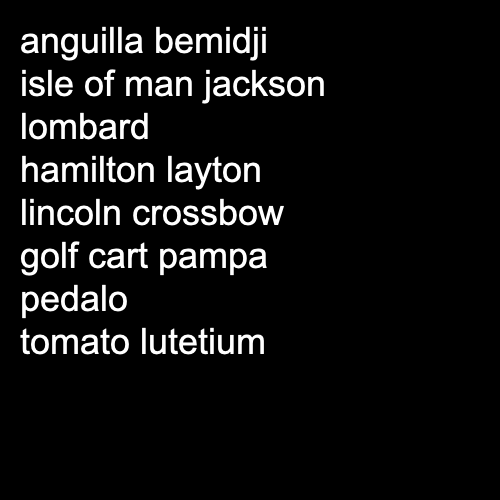 anguilla bemidji
isle of man jackson
lombard
hamilton layton
lincoln crossbow
golf cart pampa
pedalo
tomato lutetium